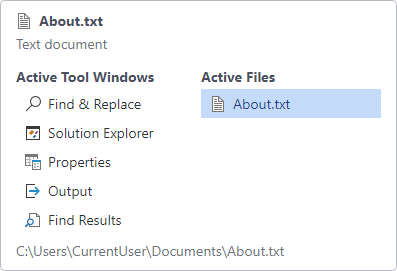 About.txt
Text document
Active Tool Windows
Find & Replace
Solution Explorer
Properties
Output
Find Results
Active Files
About.txt
C:\Users\CurrentUser\Documents\About.txt